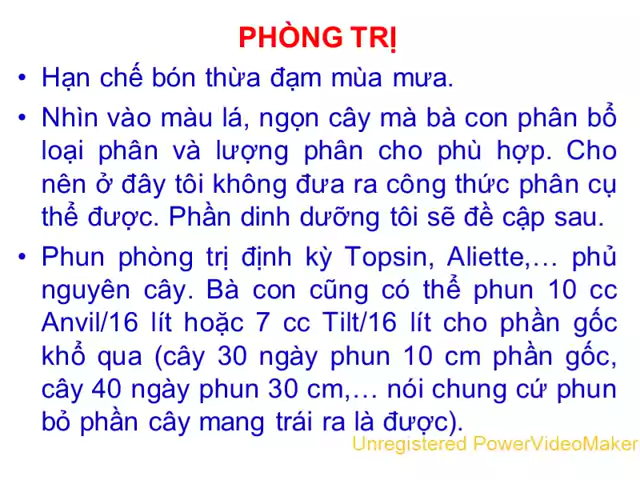 PHÒNG TRỊ
• Hạn chế bón thừa đạm mùa mưa.
• Nhìn vào màu lá, ngọn cây mà bà con phân bổ
loại phân và lượng phân cho phù hợp. Cho
nên ở đây tôi không đưa ra công thức phân cụ
thể được. Phần dinh dưỡng tôi sẽ đề cập sau.
• Phun phòng trị định kỳ Topsin, Aliette,… phủ
nguyên cây. Bà con cũng có thể phun 10 cc
Anvil/16 lít hoặc 7 cc Tilt/16 lít cho phần gốc
khổ qua (cây 30 ngày phun 10 cm phần gốc,
cây 40 ngày phun 30 cm,… nói chung cứ phun
bỏ phần cây mang trái ra là được).
Unregistered PowerVideoMaker